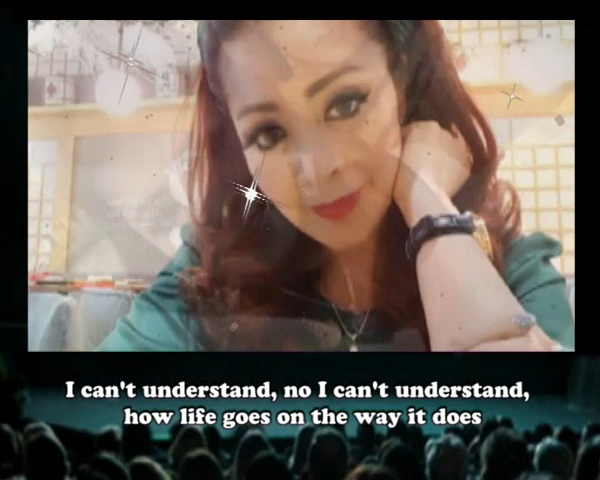 I can't understand, no I can't understand,
how life goes on the way it does